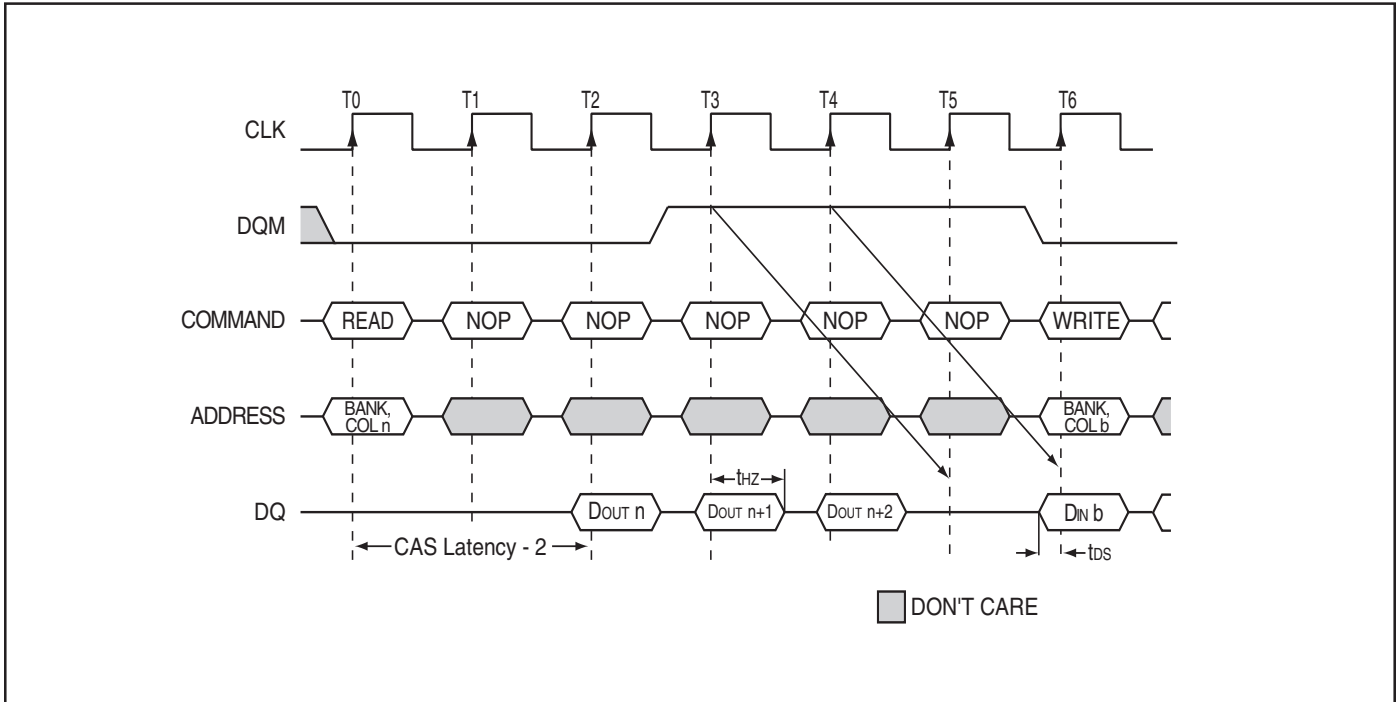 T0 T1 T2 T3 T4 T5 T6
CLK
DQM
COMMAND READ NOP NOP NOP NOP NOP WRITE
ADDRESS BANK, COL n BANK, COL b
tHZ
DQ DOUT n DOUT n+1 DOUT n+2 DIN b
CAS Latency - 2 tDS
DON'T CARE